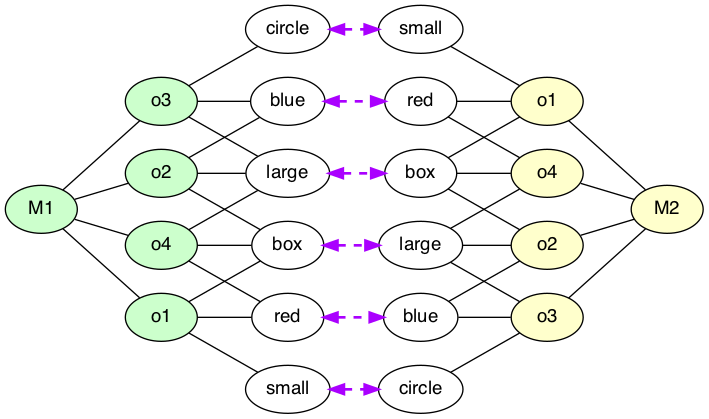 circle small
o3 blue red o1
o2 large box o4
M1 M2
o4 box large o2
o1 red blue o3
small circle